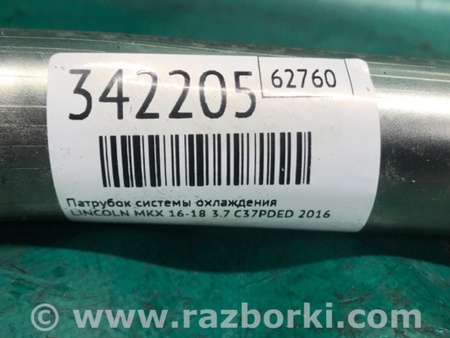 342205 62760
Патрубок системы охлаждения
LINCOLN MKX 16-18 3.7 C37PDED 2016
www.razborki.com